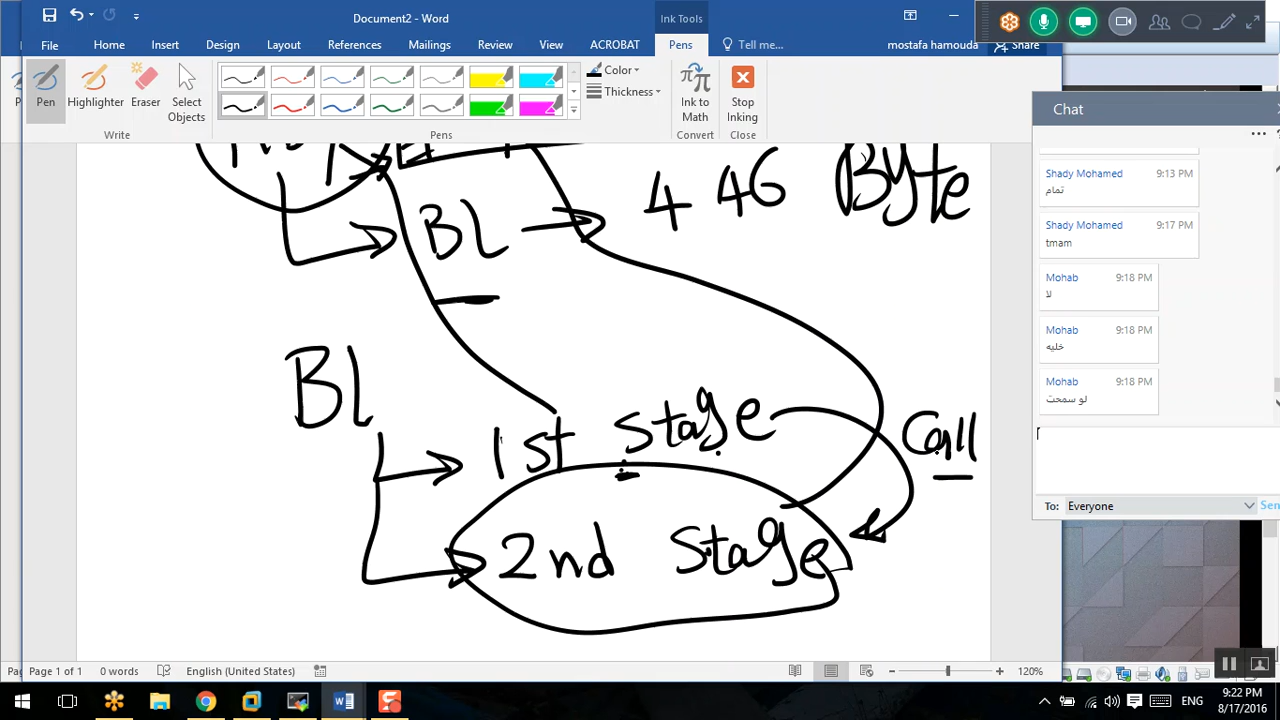 Document2 - Word
Ink Tools
File
Home
Insert
Design
Layout
References
Mailings
Review
View
ACROBAT
Pens
Tell me...
mostafa hamouda
Share
Pen
Highlighter
Eraser
Select Objects
Color
Thickness
Ink to Math
Stop Inking
Write
Pens
Convert
Close
BL
446 Byte
BL
1st stage
Call
2nd stage
Chat
Shady Mohamed 9:13 PM
تمام
Shady Mohamed 9:17 PM
tmam
Mohab 9:18 PM
لا
Mohab 9:18 PM
خليه
Mohab 9:18 PM
لو سمحت
To: Everyone
Sen
Page 1 of 1
0 words
English (United States)
120%
ENG
9:22 PM
8/17/2016